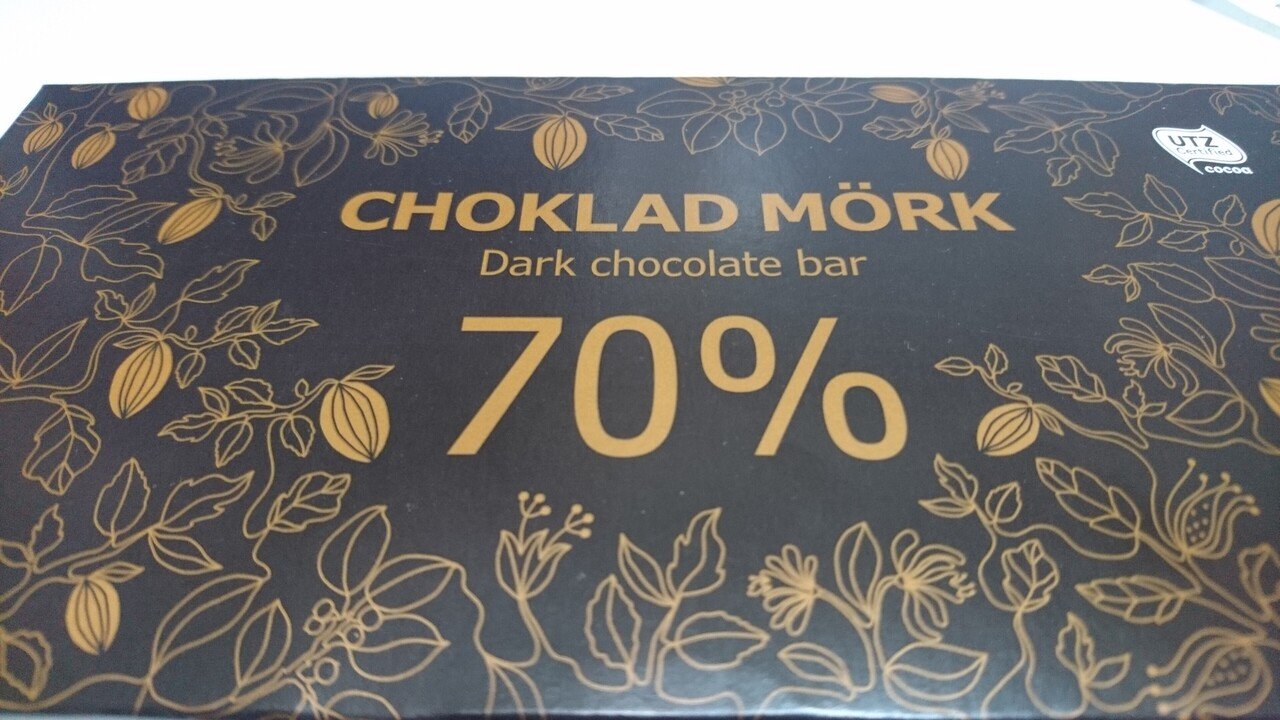 UTZ
Certified
cocoa
CHOKLAD MÖRK
Dark chocolate bar
70%